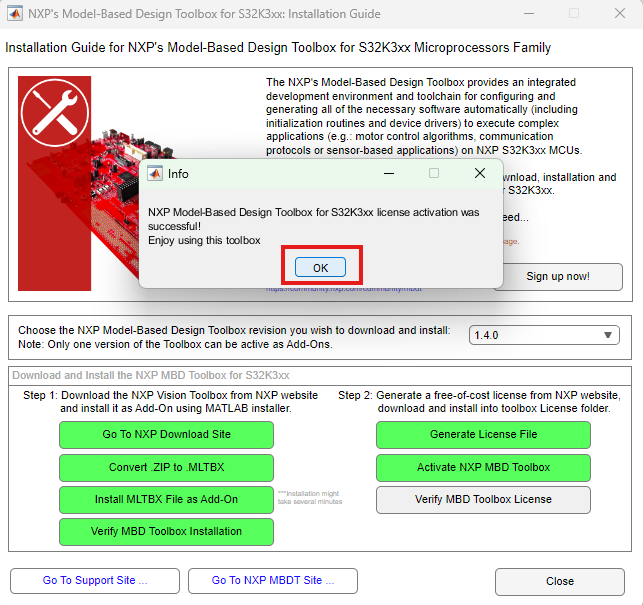 NXP's Model-Based Design Toolbox for S32K3xx: Installation Guide
Installation Guide for NXP's Model-Based Design Toolbox for S32K3xx Microprocessors Family
The NXP's Model-Based Design Toolbox provides an integrated
development environment and toolchain for configuring and
generating all of the necessary software automatically (including
initialization routines and device drivers) to execute complex
applications (e.g.: motor control algorithms, communication
protocols or sensor-based applications) on NXP S32K3xx MCUs.
wnload, installation and
r S32K3xx.
eed...
page.
https://community.nxp.com/community/mbdt
Sign up now!
Info
NXP Model-Based Design Toolbox for S32K3xx license activation was
successful!
Enjoy using this toolbox
OK
Choose the NXP Model-Based Design Toolbox revision you wish to download and install:
Note: Only one version of the Toolbox can be active as Add-Ons.
1.4.0
Download and Install the NXP MBD Toolbox for S32K3xx
Step 1: Download the NXP Vision Toolbox from NXP website
and install it as Add-On using MATLAB installer.
Go To NXP Download Site
Convert .ZIP to .MLTBX
Install MLTBX File as Add-On
***Installation might
take several minutes
Verify MBD Toolbox Installation
Step 2: Generate a free-of-cost license from NXP website,
download and install into toolbox License folder.
Generate License File
Activate NXP MBD Toolbox
Verify MBD Toolbox License
Go To Support Site ...
Go To NXP MBDT Site ...
Close